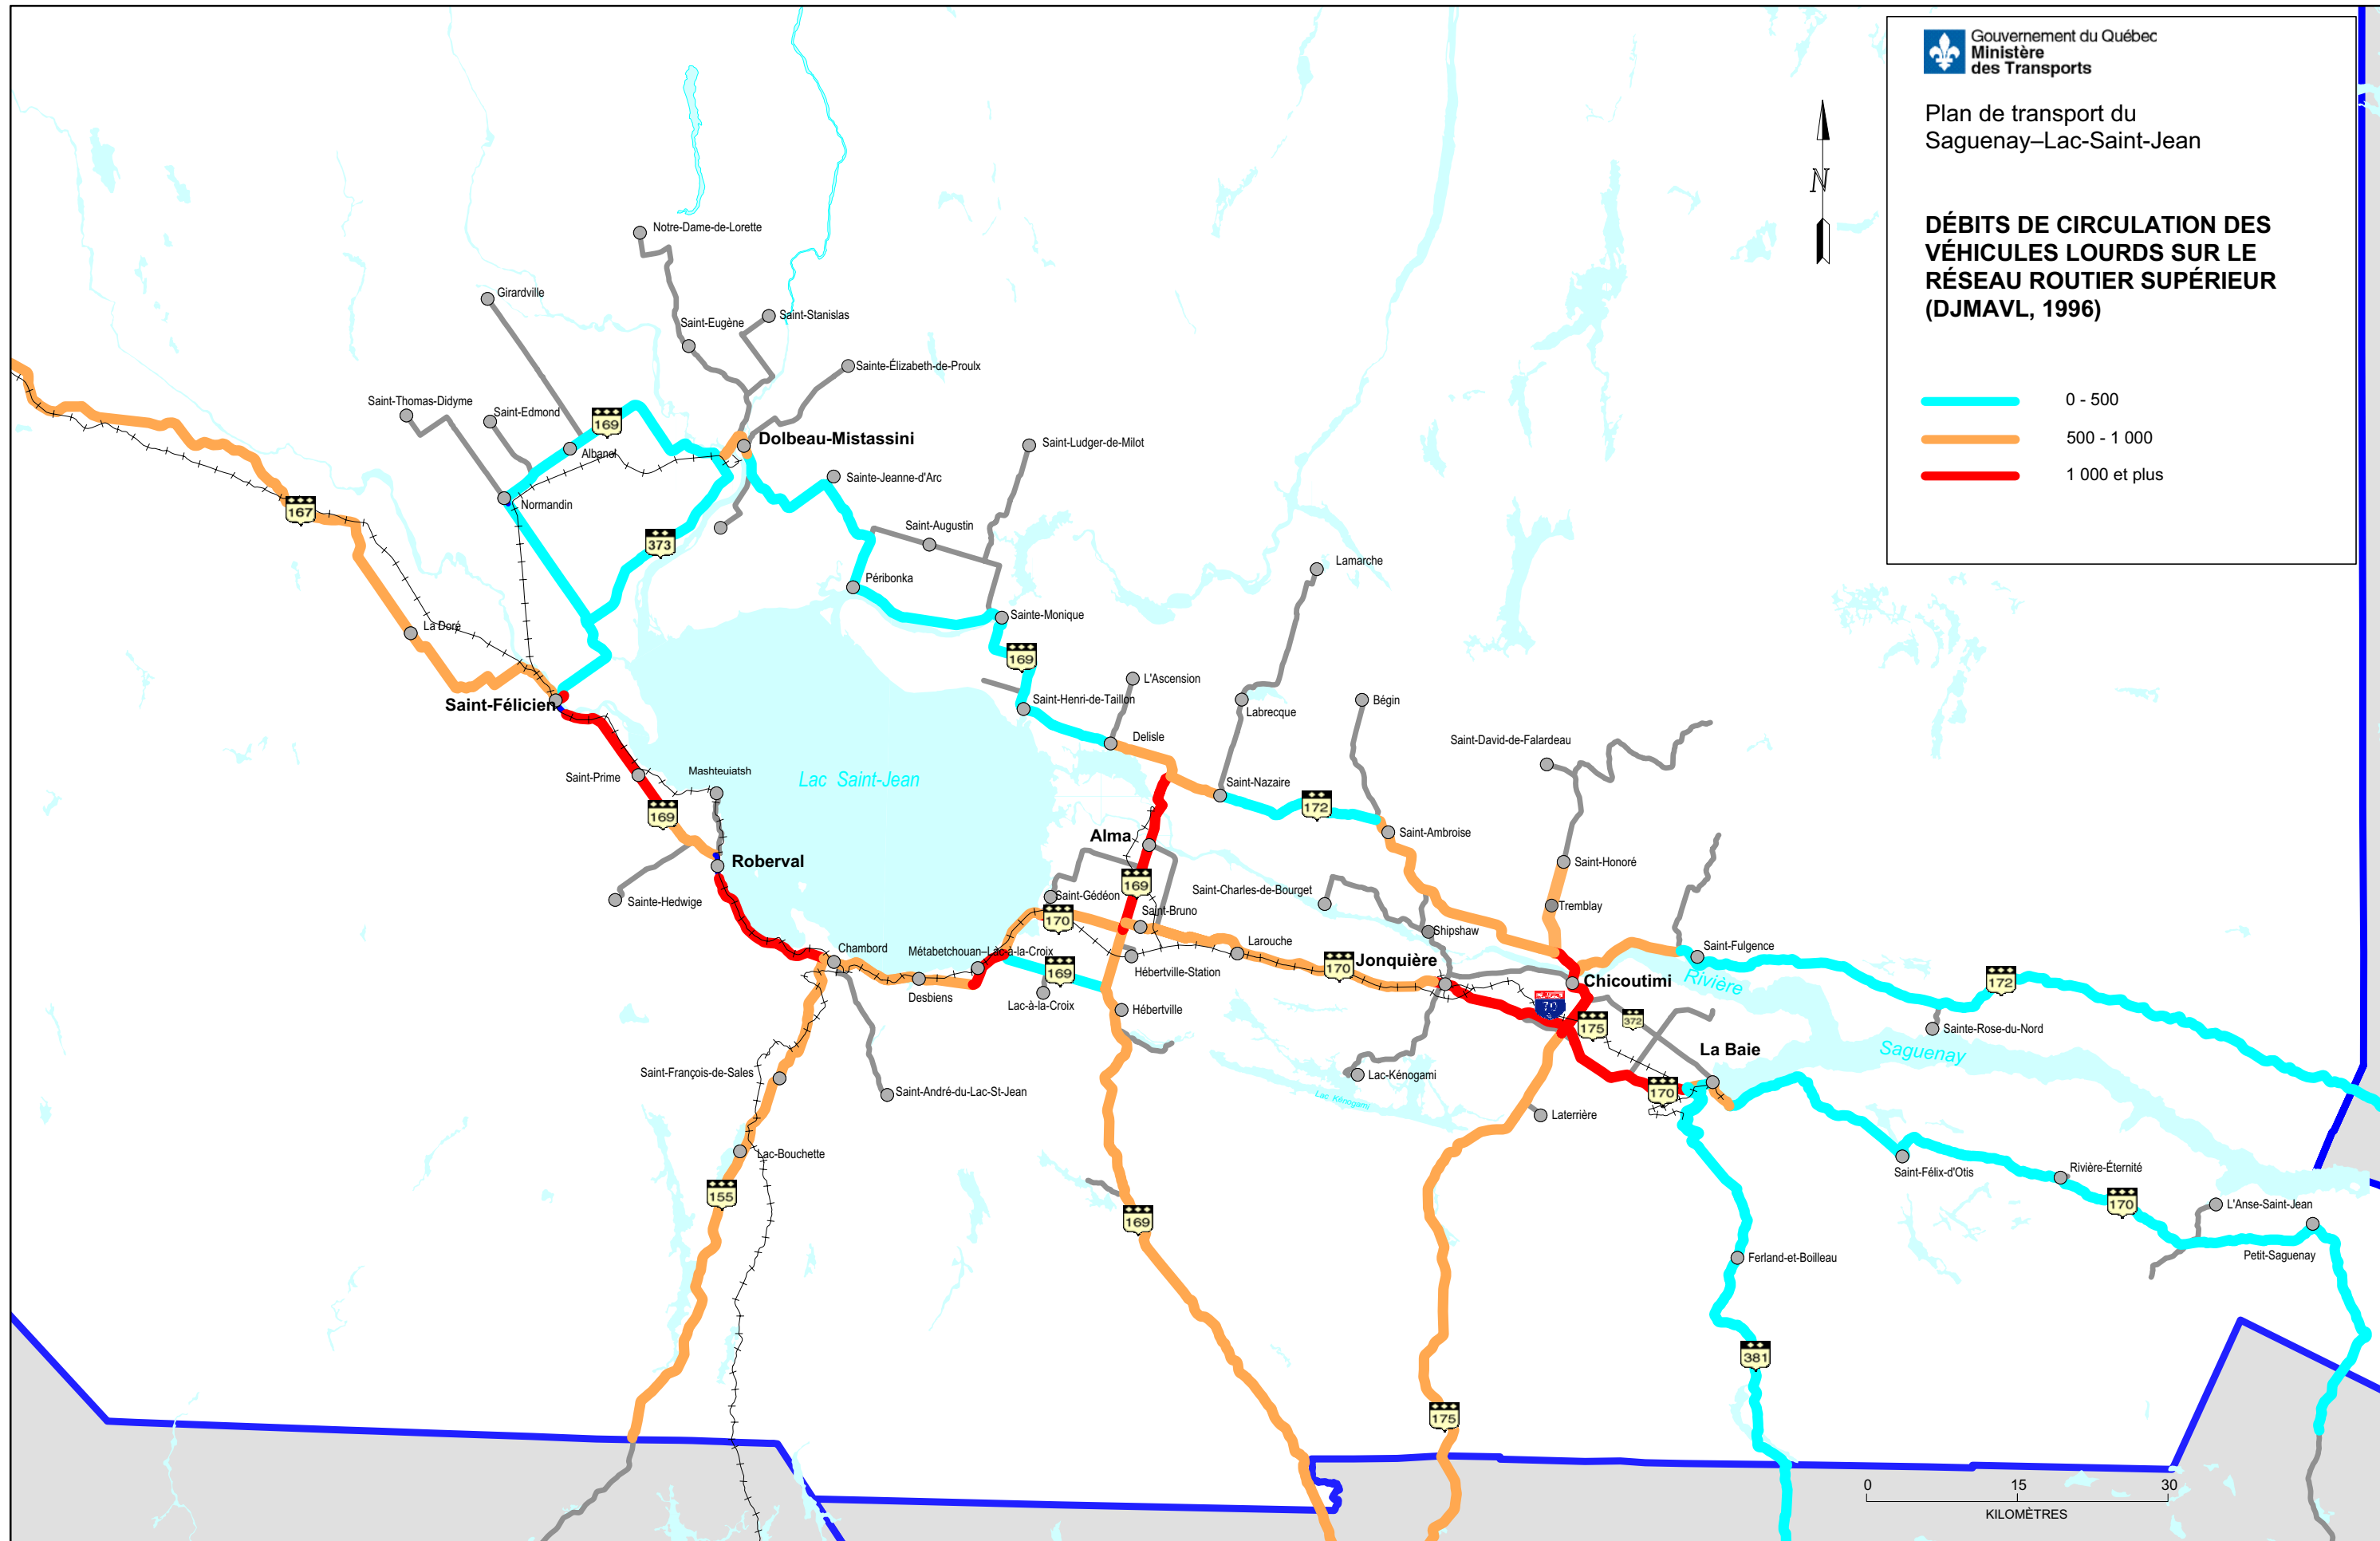 Gouvernement du Québec
Ministère
des Transports
Plan de transport du
Saguenay–Lac-Saint-Jean
DÉBITS DE CIRCULATION DES
VÉHICULES LOURDS SUR LE
RÉSEAU ROUTIER SUPÉRIEUR
(DJMAVL, 1996)
0 - 500
500 - 1 000
1 000 et plus
N
Notre-Dame-de-Lorette
Girardville
Saint-Eugène
Saint-Stanislas
Sainte-Élizabeth-de-Proulx
Saint-Thomas-Didyme
Saint-Edmond
169
Dolbeau-Mistassini
Albanel
Saint-Ludger-de-Milot
Sainte-Jeanne-d'Arc
Normandin
167
Saint-Augustin
373
Lamarche
Péribonka
Sainte-Monique
La Doré
169
L'Ascension
Saint-Félicien
Saint-Henri-de-Taillon
Labrecque
Bégin
Delisle
Saint-David-de-Falardeau
Saint-Prime
Mashteuiatsh
Lac Saint-Jean
Saint-Nazaire
172
169
Alma
Saint-Ambroise
Roberval
Saint-Honoré
169
Sainte-Hedwige
Saint-Gédéon
Saint-Charles-de-Bourget
Tremblay
170
Saint-Bruno
Shipshaw
Chambord
Métabetchouan–Lac-à-la-Croix
Larouche
Saint-Fulgence
Hébertville-Station
170
Jonquière
169
Chicoutimi
Rivière
172
Desbiens
Lac-à-la-Croix
Hébertville
70
175
372
Sainte-Rose-du-Nord
La Baie
Saguenay
Saint-François-de-Sales
Lac-Kénogami
Saint-André-du-Lac-St-Jean
170
Lac Kénogami
Laterrière
Lac-Bouchette
Saint-Félix-d'Otis
Rivière-Éternité
155
170
L'Anse-Saint-Jean
169
Petit-Saguenay
Ferland-et-Boilleau
381
175
0 15 30
KILOMÈTRES